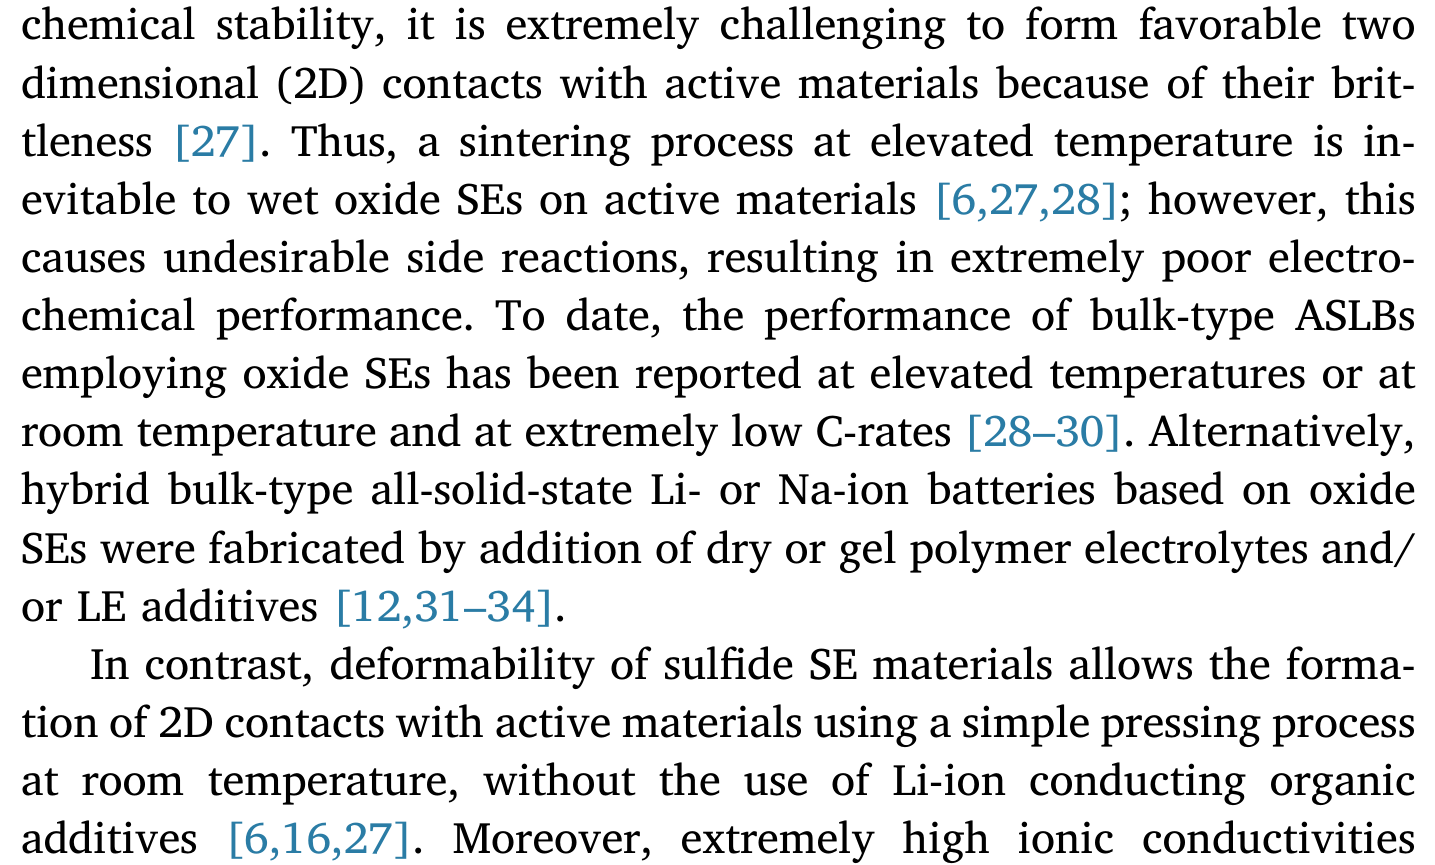 chemical stability, it is extremely challenging to form favorable two
dimensional (2D) contacts with active materials because of their brit-
tleness [27]. Thus, a sintering process at elevated temperature is in-
evitable to wet oxide SEs on active materials [6,27,28]; however, this
causes undesirable side reactions, resulting in extremely poor electro-
chemical performance. To date, the performance of bulk-type ASLBs
employing oxide SEs has been reported at elevated temperatures or at
room temperature and at extremely low C-rates [28–30]. Alternatively,
hybrid bulk-type all-solid-state Li- or Na-ion batteries based on oxide
SEs were fabricated by addition of dry or gel polymer electrolytes and/
or LE additives [12,31–34].
In contrast, deformability of sulfide SE materials allows the forma-
tion of 2D contacts with active materials using a simple pressing process
at room temperature, without the use of Li-ion conducting organic
additives [6,16,27]. Moreover, extremely high ionic conductivities